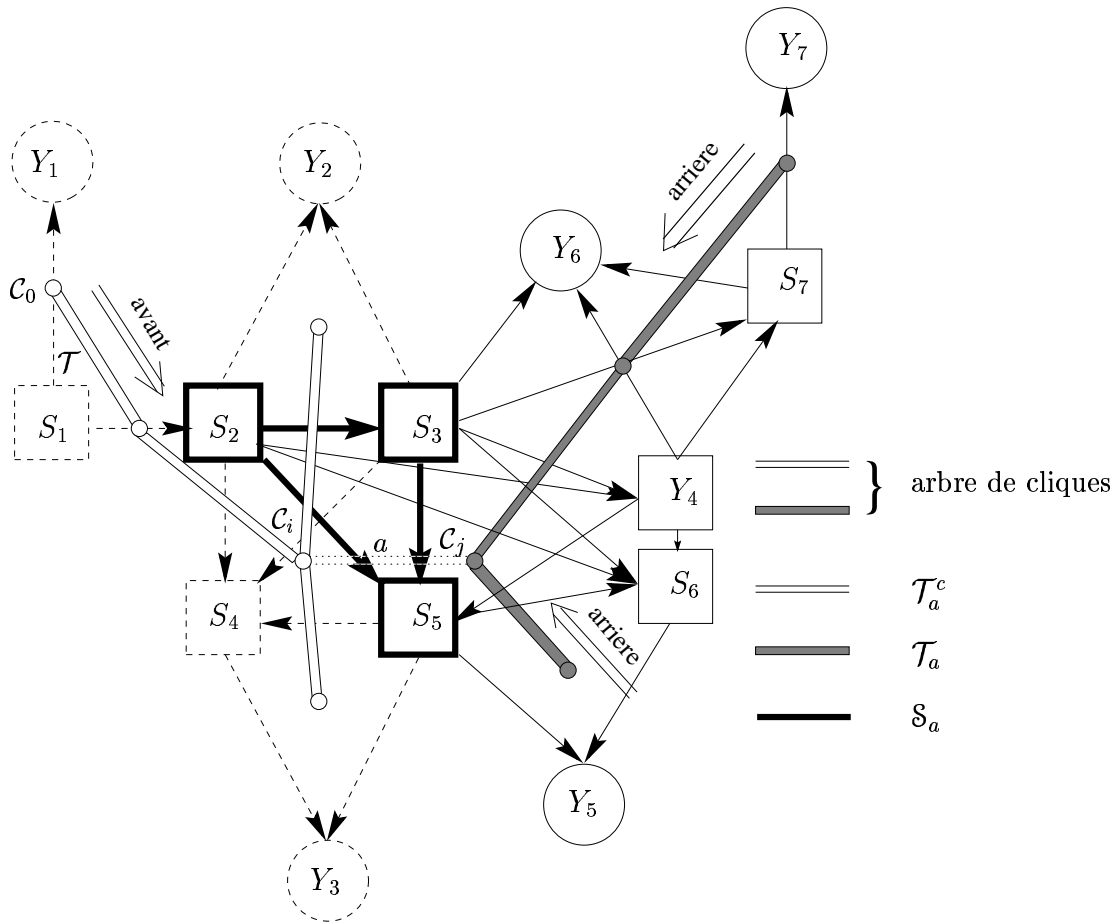 Y₇
Y₁
Y₂
arriere
Y₆
S₇
𝒞₀
avant
𝒯
S₁
S₂
S₃
Y₄
arbre de cliques
𝒞ᵢ
a
𝒞ⱼ
S₆
𝒯ₐᶜ
S₄
S₅
arriere
𝒯ₐ
𝕊ₐ
Y₅
Y₃